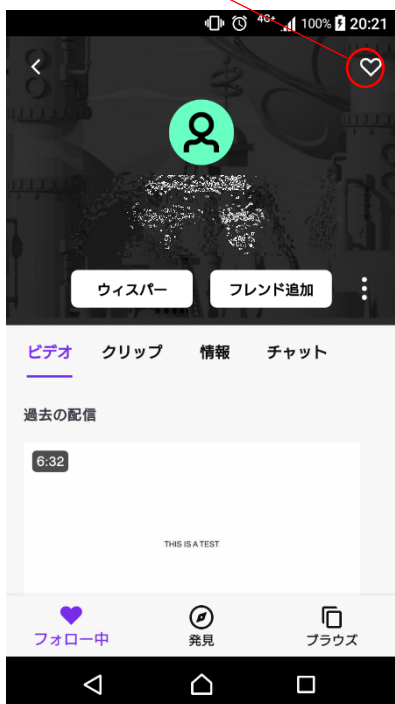 4G+ 100% 20:21
ウィスパー フレンド追加
ビデオ クリップ 情報 チャット
過去の配信
6:32
THIS IS A TEST
フォロー中 発見 ブラウズ